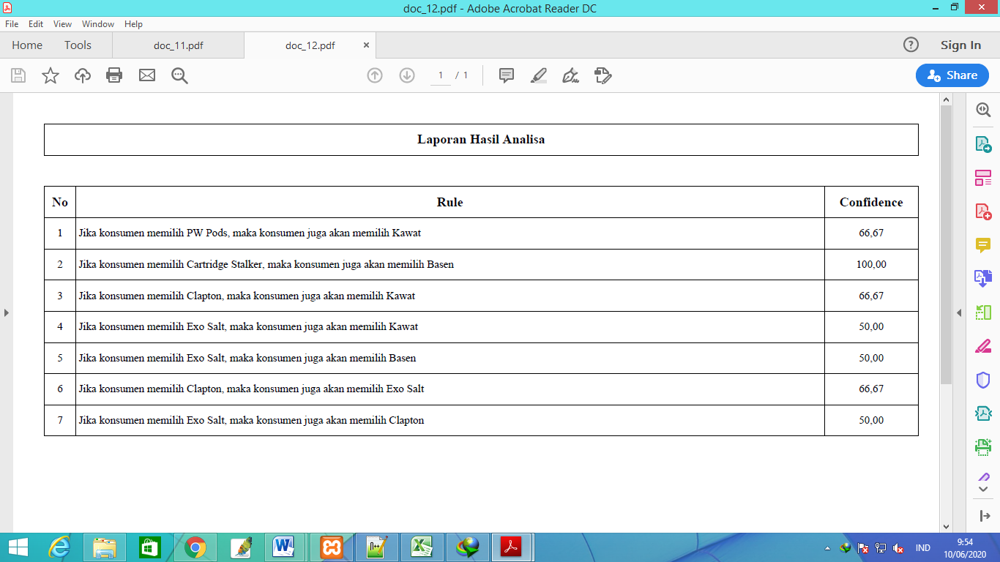 doc_12.pdf - Adobe Acrobat Reader DC
File Edit View Window Help
Home Tools doc_11.pdf doc_12.pdf Sign In
1 / 1 Share
Laporan Hasil Analisa
No Rule Confidence
1 Jika konsumen memilih PW Pods, maka konsumen juga akan memilih Kawat 66,67
2 Jika konsumen memilih Cartridge Stalker, maka konsumen juga akan memilih Basen 100,00
3 Jika konsumen memilih Clapton, maka konsumen juga akan memilih Kawat 66,67
4 Jika konsumen memilih Exo Salt, maka konsumen juga akan memilih Kawat 50,00
5 Jika konsumen memilih Exo Salt, maka konsumen juga akan memilih Basen 50,00
6 Jika konsumen memilih Clapton, maka konsumen juga akan memilih Exo Salt 66,67
7 Jika konsumen memilih Exo Salt, maka konsumen juga akan memilih Clapton 50,00
IND 9:54
10/06/2020